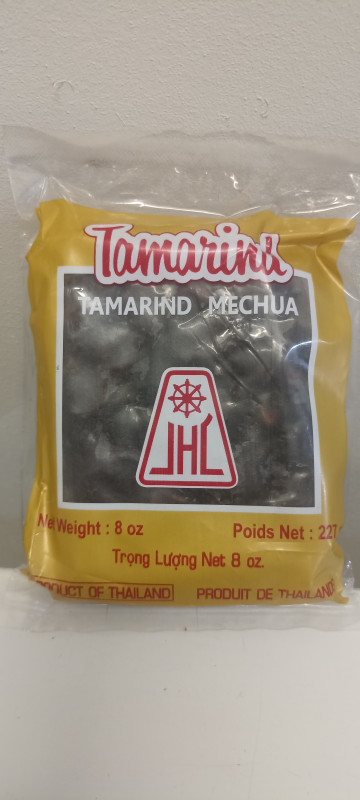 Tamarind
TAMARIND MECHUA
JHC
Net Weight : 8 oz
Poids Net : 227
Trọng Lượng Net 8 oz.
PRODUCT OF THAILAND
PRODUIT DE THAILANDE